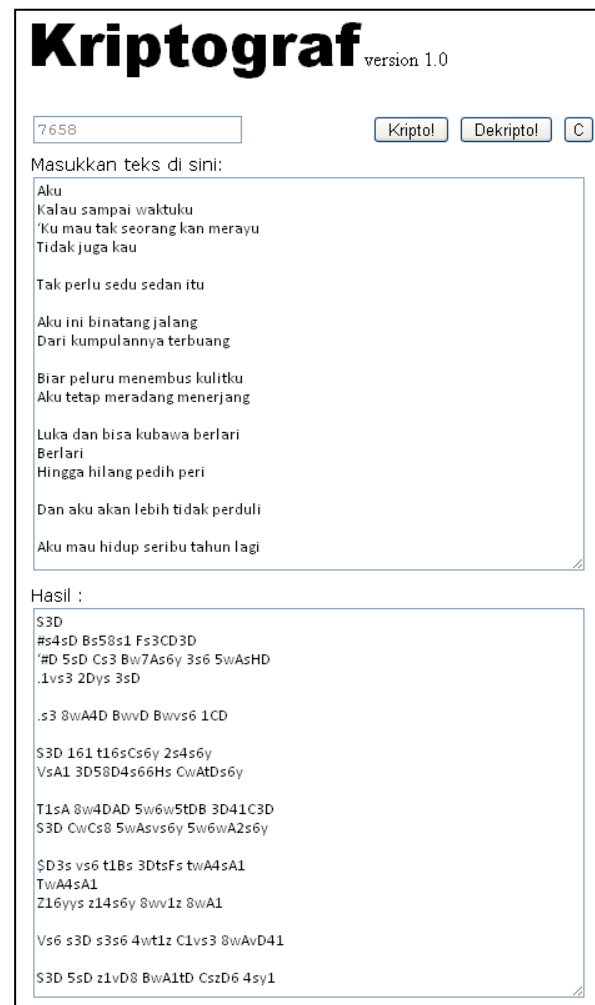 Kriptograf version 1.0
7658 Kripto! Dekripto! C
Masukkan teks di sini:
Aku
Kalau sampai waktuku
‘Ku mau tak seorang kan merayu
Tidak juga kau
Tak perlu sedu sedan itu
Aku ini binatang jalang
Dari kumpulannya terbuang
Biar peluru menembus kulitku
Aku tetap meradang menerjang
Luka dan bisa kubawa berlari
Berlari
Hingga hilang pedih peri
Dan aku akan lebih tidak perduli
Aku mau hidup seribu tahun lagi
Hasil :
S3D
#s4sD Bs58s1 Fs3CD3D
‘#D 5sD Cs3 Bw7As6y 3s6 5wAsHD
.1vs3 2Dys 3sD
.s3 8wA4D BwvD Bwvs6 1CD
S3D 161 t16sCs6y 2s4s6y
VsA1 3D58D4s66Hs CwAtDs6y
T1sA 8w4DAD 5w6w5tDB 3D41C3D
S3D CwCs8 5wAsvs6y 5w6wA2s6y
$D3s vs6 t1Bs 3DtsFs twA4sA1
TwA4sA1
Z16yys z14s6y 8wv1z 8wA1
Vs6 s3D s3s6 4wt1z C1vs3 8wAvD41
S3D 5sD z1vD8 BwA1tD CszD6 4sy1